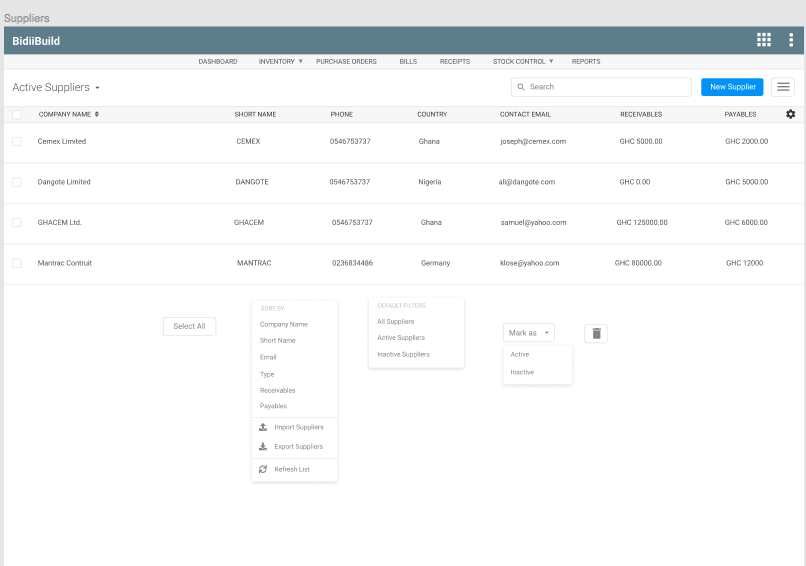 Suppliers
BidiiBuild
DASHBOARD INVENTORY ▼ PURCHASE ORDERS BILLS RECEIPTS STOCK CONTROL ▼ REPORTS
Active Suppliers Search New Supplier
COMPANY NAME SHORT NAME PHONE COUNTRY CONTACT EMAIL RECEIVABLES PAYABLES
Cemex Limited CEMEX 0546753737 Ghana joseph@cemex.com GHC 5000.00 GHC 2000.00
Dangote Limited DANGOTE 0546753737 Nigeria ali@dangote.com GHC 0.00 GHC 5000.00
GHACEM Ltd. GHACEM 0546753737 Ghana samuel@yahoo.com GHC 125000.00 GHC 6000.00
Mantrac Contruit MANTRAC 0236834486 Germany klose@yahoo.com GHC 80000.00 GHC 12000
Select All
SORT BY
Company Name
Short Name
Email
Type
Receivables
Payables
Import Suppliers
Export Suppliers
Refresh List
DEFAULT FILTERS
All Suppliers
Active Suppliers
Inactive Suppliers
Mark as
Active
Inactive